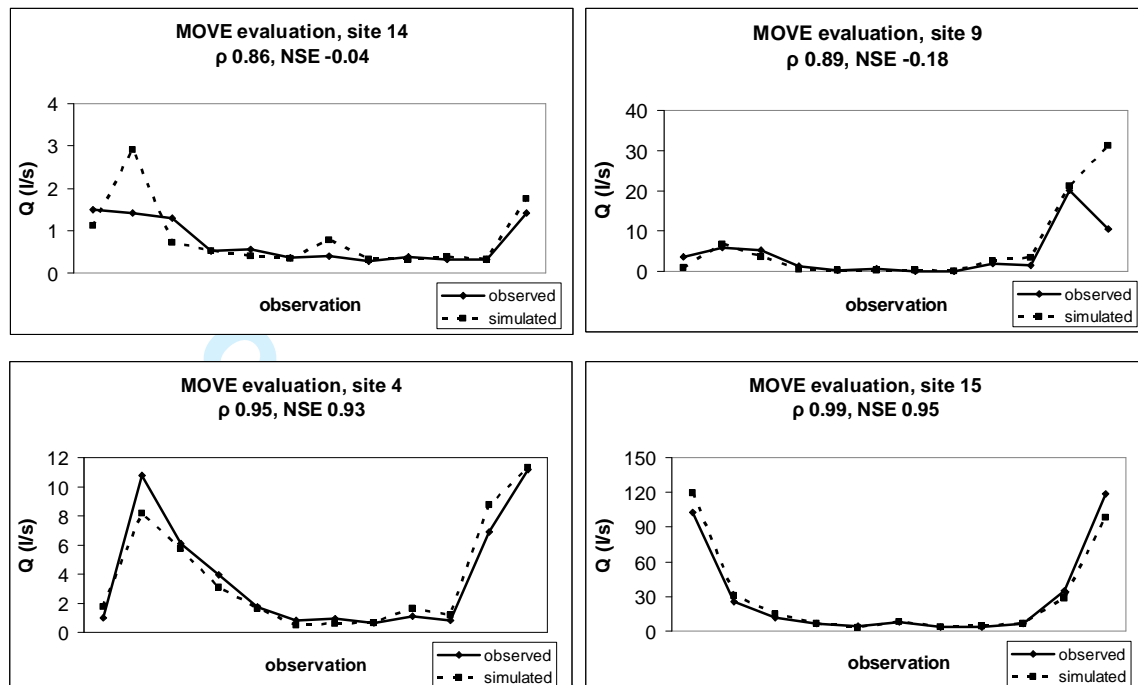 MOVE evaluation, site 14
ρ 0.86, NSE -0.04
4
3
2
1
0
Q (l/s)
observation
observed
simulated
MOVE evaluation, site 9
ρ 0.89, NSE -0.18
40
30
20
10
0
Q (l/s)
observation
observed
simulated
MOVE evaluation, site 4
ρ 0.95, NSE 0.93
12
10
8
6
4
2
0
Q (l/s)
observation
observed
simulated
MOVE evaluation, site 15
ρ 0.99, NSE 0.95
150
120
90
60
30
0
Q (l/s)
observation
observed
simulated